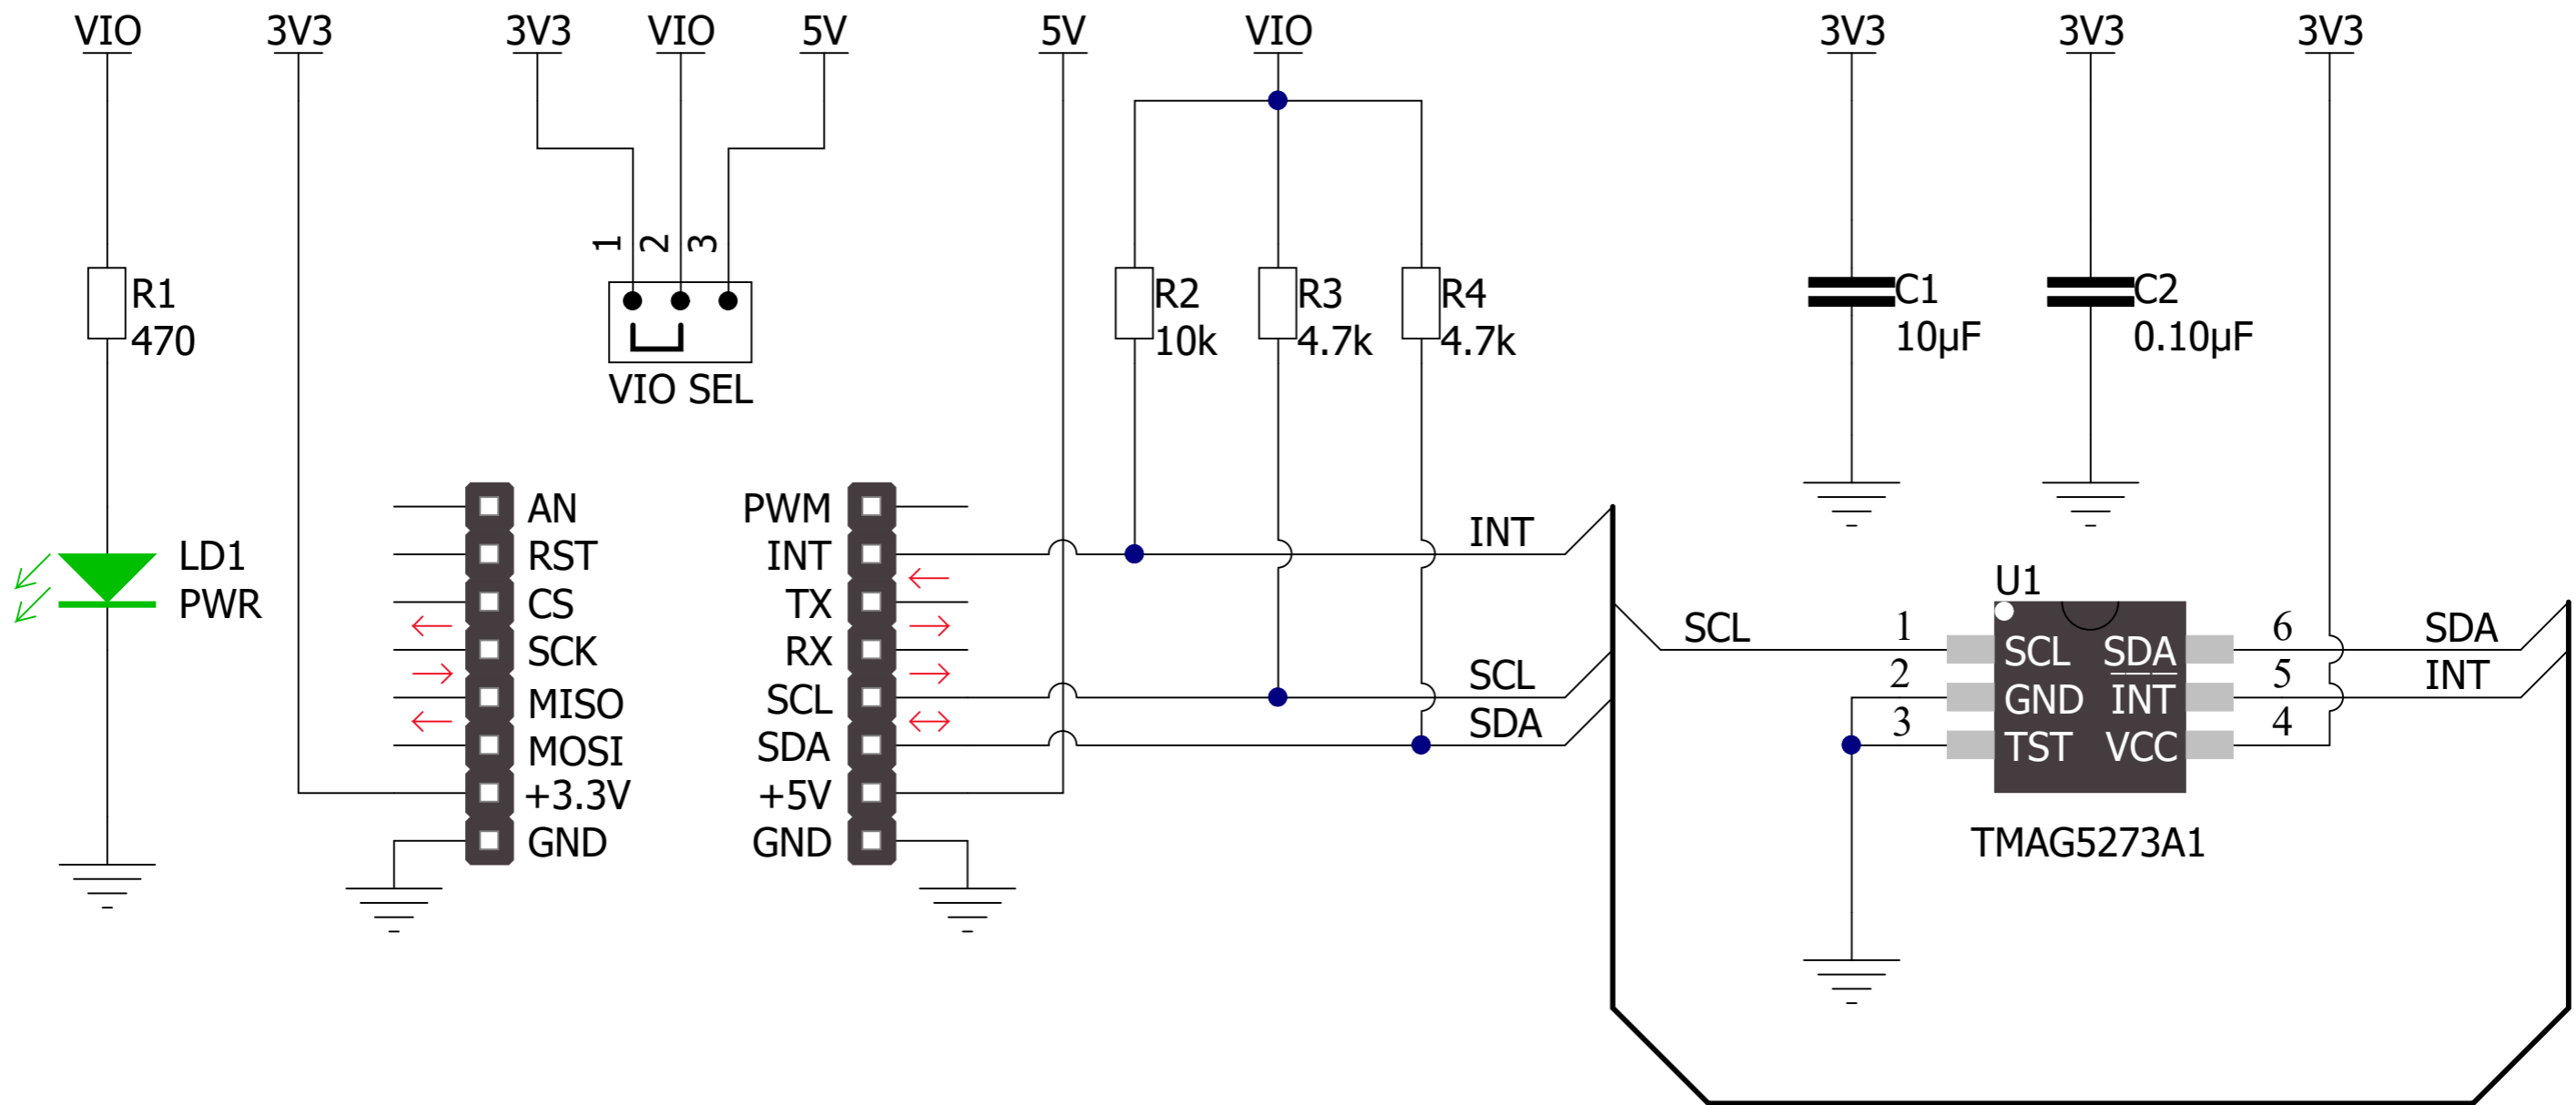 VIO
3V3
3V3
VIO
5V
5V
VIO
3V3
3V3
3V3
1
2
3
VIO SEL
R1
470
R2
10k
R3
4.7k
R4
4.7k
C1
10µF
C2
0.10µF
LD1
PWR
AN
RST
CS
SCK
MISO
MOSI
+3.3V
GND
PWM
INT
TX
RX
SCL
SDA
+5V
GND
INT
SCL
SDA
SCL
U1
1
2
3
SCL
GND
TST
SDA
INT
VCC
6
5
4
SDA
INT
TMAG5273A1